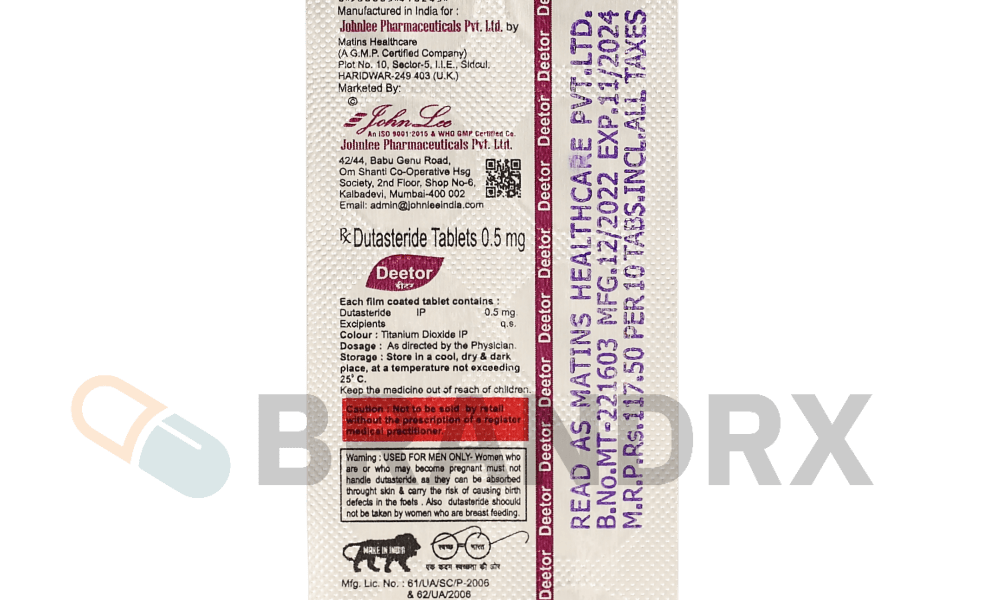 Manufactured in India for :
Johnlee Pharmaceuticals Pvt. Ltd. by
Matins Healthcare
(A G.M.P. Certified Company)
Plot No. 10, Sector-5, I.I.E., Sidcul,
HARIDWAR-249 403 (U.K.)
Marketed By:
©
John Lee
An ISO 9001:2015 & WHO GMP Certified Co.
Johnlee Pharmaceuticals Pvt. Ltd.
42/44, Babu Genu Road,
Om Shanti Co-Operative Hsg
Society, 2nd Floor, Shop No-6,
Kalbadevi, Mumbai-400 002
Email: admin@johnleeindia.com
Rx Dutasteride Tablets 0.5 mg
Deetor
डीटर
Each film coated tablet contains :
Dutasteride IP 0.5 mg
Excipients q.s.
Colour : Titanium Dioxide IP
Dosage : As directed by the Physician.
Storage : Store in a cool, dry & dark
place, at a temperature not exceeding
25° C.
Keep the medicine out of reach of children.
Caution : Not to be sold by retail
without the prescription of a register
medical practitioner.
Warning : USED FOR MEN ONLY- Women who
are or who may become pregnant must not
handle dutasteride as they can be absorbed
throught skin & carry the risk of causing birth
defects in the foets . Also dutasteride shoould
not be taken by women who are breast feeding.
MAKE IN INDIA
स्वच्छ भारत
एक कदम स्वच्छता की ओर
Mfg. Lic. No. : 61/UA/SC/P-2006
& 62/UA/2006
Deetor Deetor Deetor Deetor Deetor Deetor Deetor Deetor Deetor
READ AS MATINS HEALTHCARE PVT.LTD.
B.No.MT-221603 MFG.12/2022 EXP.11/2024
M.R.P.Rs.117.50 PER 10 TABS.INCL.ALL TAXES
BRANDRX